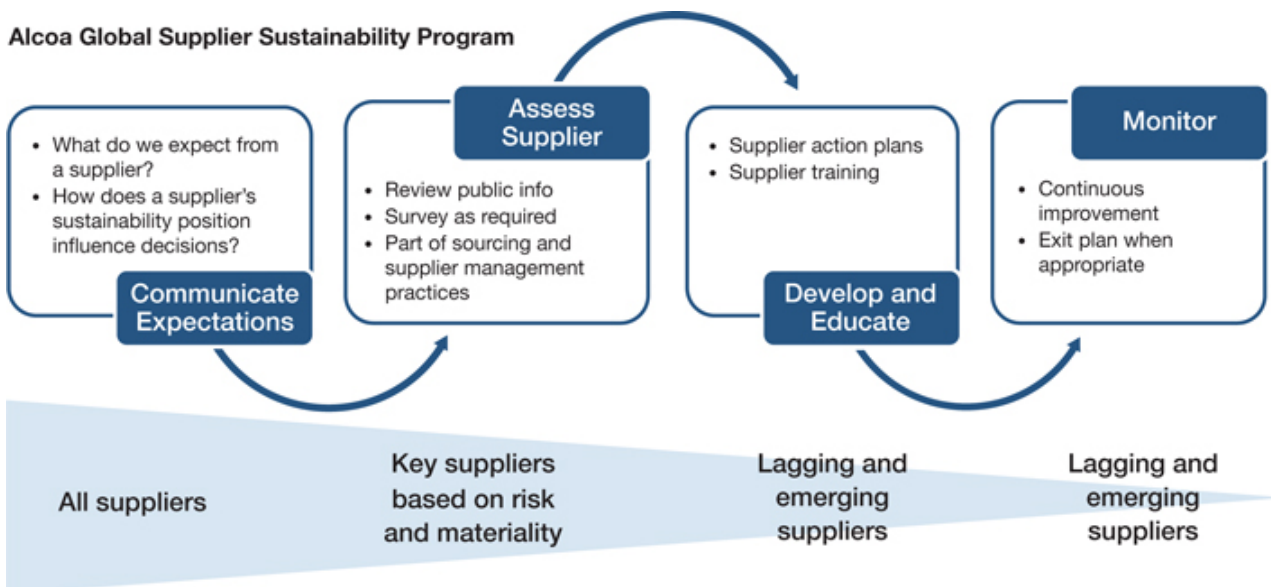 Alcoa Global Supplier Sustainability Program
• What do we expect from
a supplier?
• How does a supplier's
sustainability position
influence decisions?
Communicate
Expectations
Assess
Supplier
• Review public info
• Survey as required
• Part of sourcing and
supplier management
practices
• Supplier action plans
• Supplier training
Develop and
Educate
Monitor
• Continuous
improvement
• Exit plan when
appropriate
All suppliers
Key suppliers
based on risk
and materiality
Lagging and
emerging
suppliers
Lagging and
emerging
suppliers